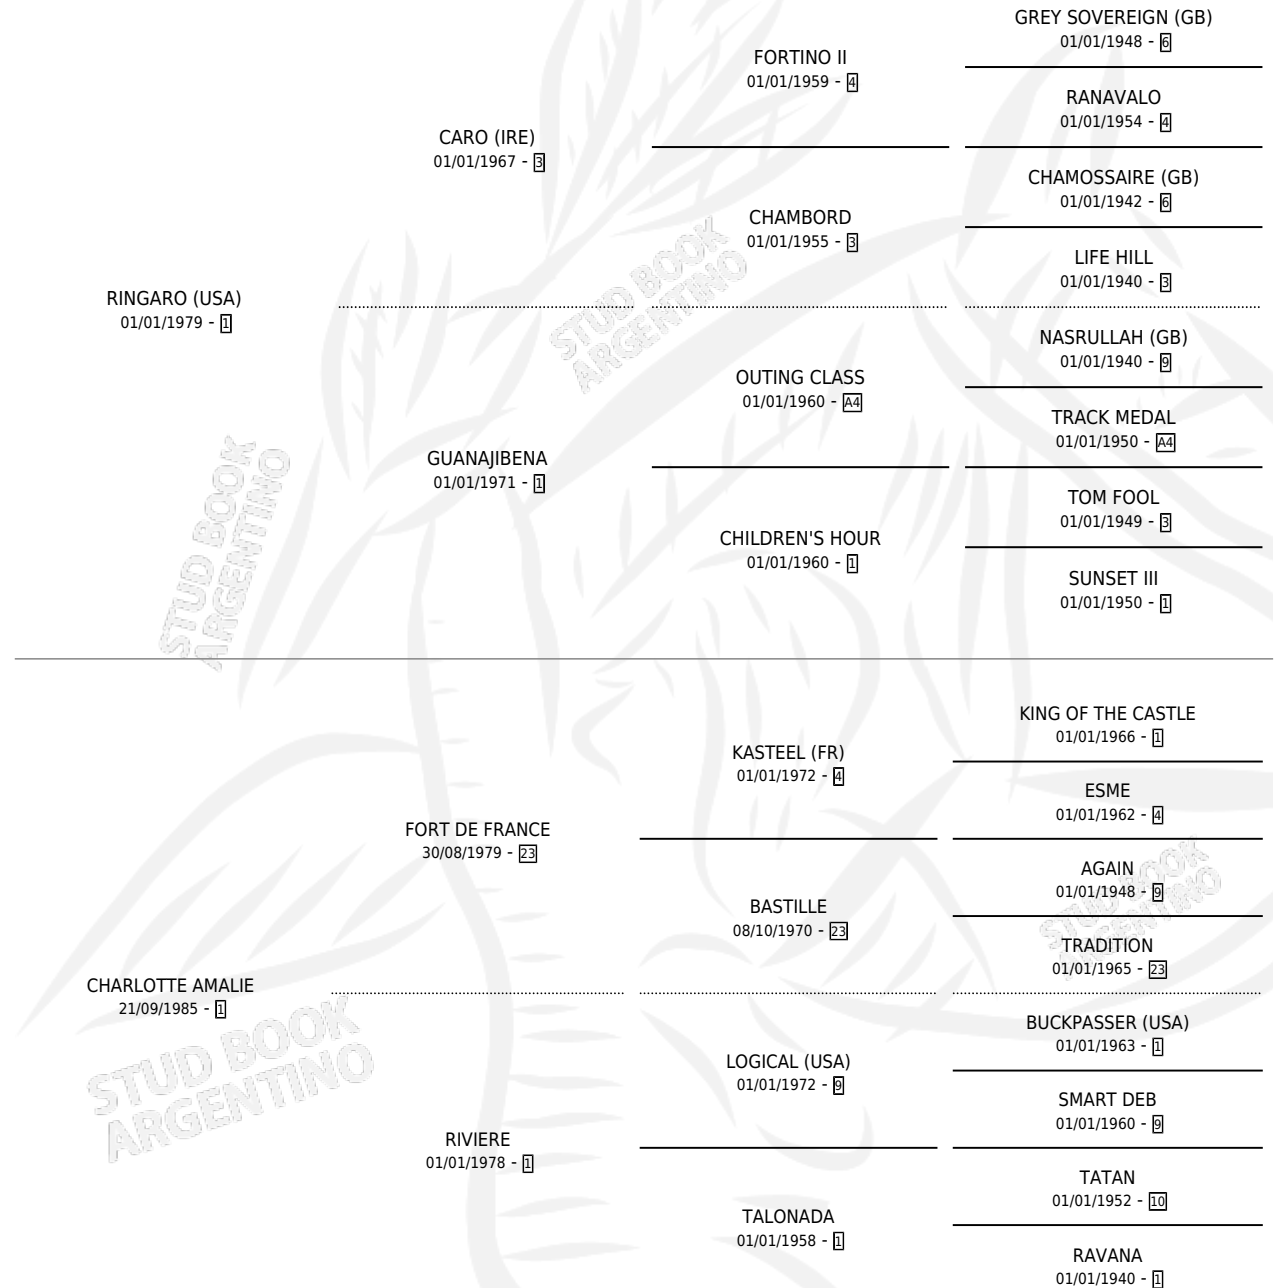 GREY SOVEREIGN (GB)
01/01/1948 - 6
FORTINO II
01/01/1959 - 4
RANAVALO
01/01/1954 - 4
CARO (IRE)
01/01/1967 - 3
CHAMOSSAIRE (GB)
01/01/1942 - 6
CHAMBORD
01/01/1955 - 3
LIFE HILL
01/01/1940 - 3
RINGARO (USA)
01/01/1979 - 1
STUD BOOK
ARGENTINO
NASRULLAH (GB)
01/01/1940 - 9
OUTING CLASS
01/01/1960 - A4
TRACK MEDAL
01/01/1950 - A4
GUANAJIBENA
01/01/1971 - 1
TOM FOOL
01/01/1949 - 3
CHILDREN'S HOUR
01/01/1960 - 1
SUNSET III
01/01/1950 - 1
STUD BOOK
ARGENTINO
KING OF THE CASTLE
01/01/1966 - 1
KASTEEL (FR)
01/01/1972 - 4
ESME
01/01/1962 - 4
FORT DE FRANCE
30/08/1979 - 23
AGAIN
01/01/1948 - 9
BASTILLE
08/10/1970 - 23
TRADITION
01/01/1965 - 23
STUD BOOK
ARGENTINO
CHARLOTTE AMALIE
21/09/1985 - 1
BUCKPASSER (USA)
01/01/1963 - 1
LOGICAL (USA)
01/01/1972 - 9
SMART DEB
01/01/1960 - 9
STUD BOOK
ARGENTINO
RIVIERE
01/01/1978 - 1
TATAN
01/01/1952 - 10
TALONADA
01/01/1958 - 1
RAVANA
01/01/1940 - 1